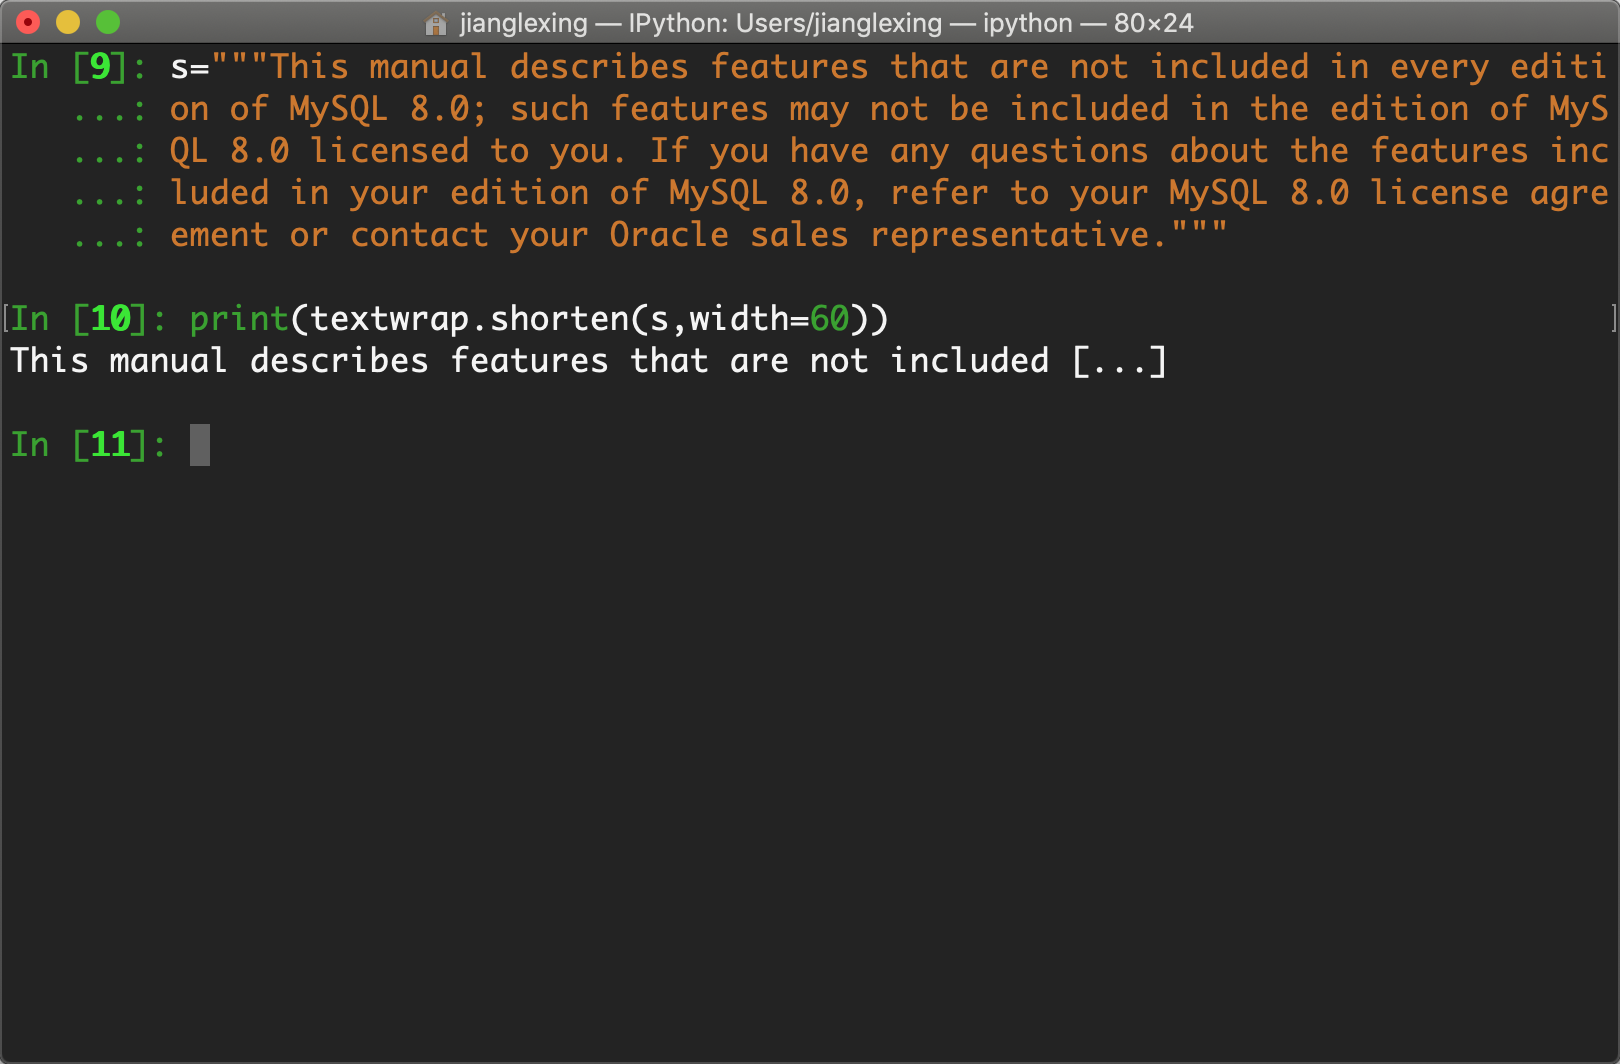 jianglexing — IPython: Users/jianglexing — ipython — 80×24
In [9]: s="""This manual describes features that are not included in every editi
...: on of MySQL 8.0; such features may not be included in the edition of MyS
...: QL 8.0 licensed to you. If you have any questions about the features inc
...: luded in your edition of MySQL 8.0, refer to your MySQL 8.0 license agre
...: ement or contact your Oracle sales representative."""
[In [10]: print(textwrap.shorten(s,width=60))]
This manual describes features that are not included [...]
In [11]: